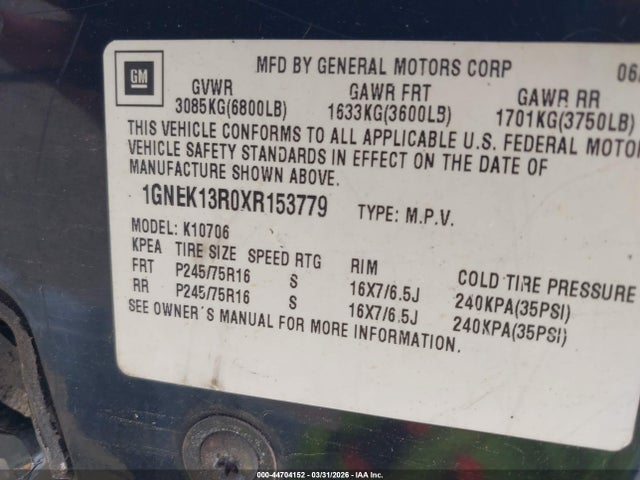 GM
MFD BY GENERAL MOTORS CORP 06
GVWR GAWR FRT GAWR RR
3085KG(6800LB) 1633KG(3600LB) 1701KG(3750LB)
THIS VEHICLE CONFORMS TO ALL APPLICABLE U.S. FEDERAL MOTO
VEHICLE SAFETY STANDARDS IN EFFECT ON THE DATE OF
MANUFACTURE SHOWN ABOVE.
1GNEK13R0XR153779 TYPE: M.P.V.
MODEL: K10706
KPEA TIRE SIZE SPEED RTG RIM COLD TIRE PRESSURE
FRT P245/75R16 S 16X7/6.5J 240KPA(35PSI)
RR P245/75R16 S 16X7/6.5J 240KPA(35PSI)
SEE OWNER'S MANUAL FOR MORE INFORMATION.
000-44704152 - 03/31/2026 - IAA Inc.